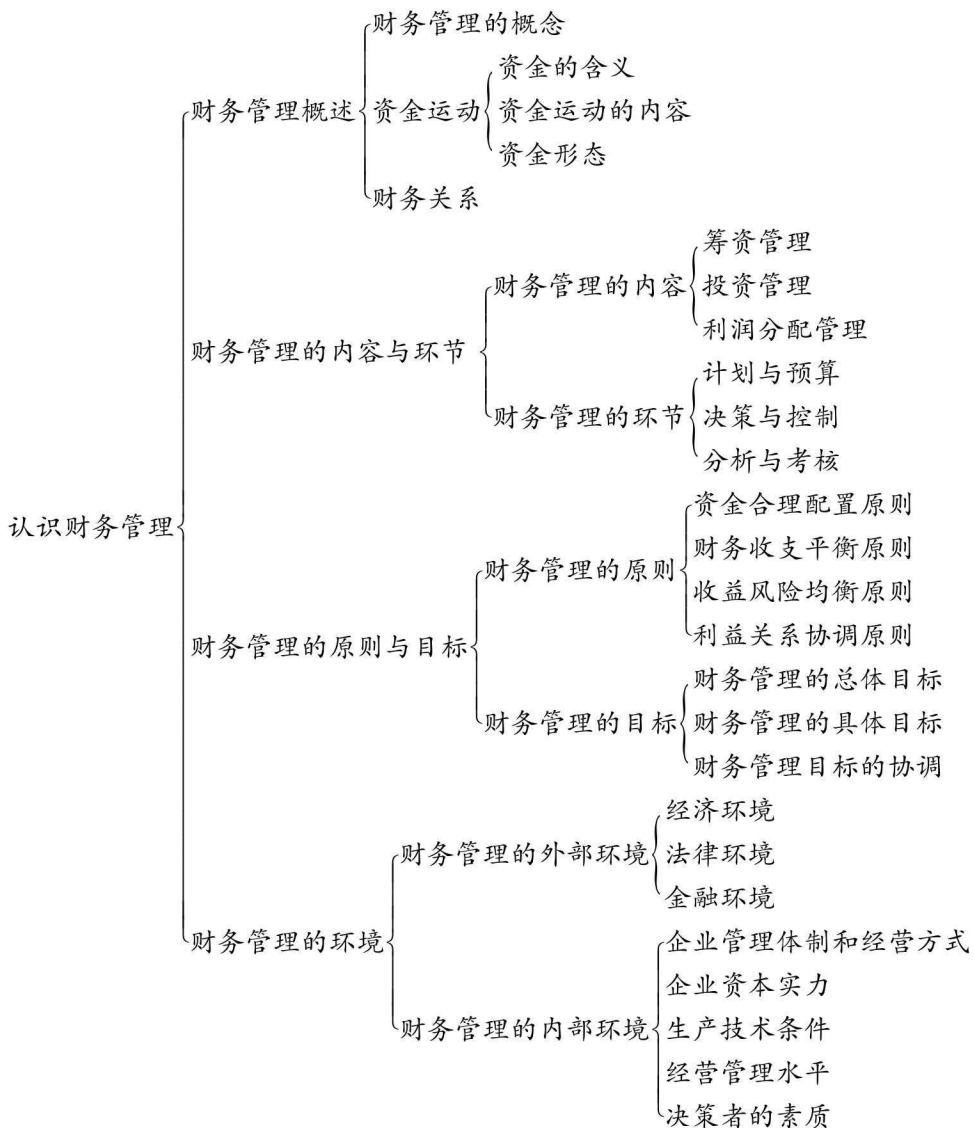 认识财务管理
财务管理概述
财务管理的概念
资金运动
资金的含义
资金运动的内容
资金形态
财务关系
财务管理的内容与环节
财务管理的内容
筹资管理
投资管理
利润分配管理
财务管理的环节
计划与预算
决策与控制
分析与考核
财务管理的原则与目标
财务管理的原则
资金合理配置原则
财务收支平衡原则
收益风险均衡原则
利益关系协调原则
财务管理的目标
财务管理的总体目标
财务管理的具体目标
财务管理目标的协调
财务管理的环境
财务管理的外部环境
经济环境
法律环境
金融环境
财务管理的内部环境
企业管理体制和经营方式
企业资本实力
生产技术条件
经营管理水平
决策者的素质